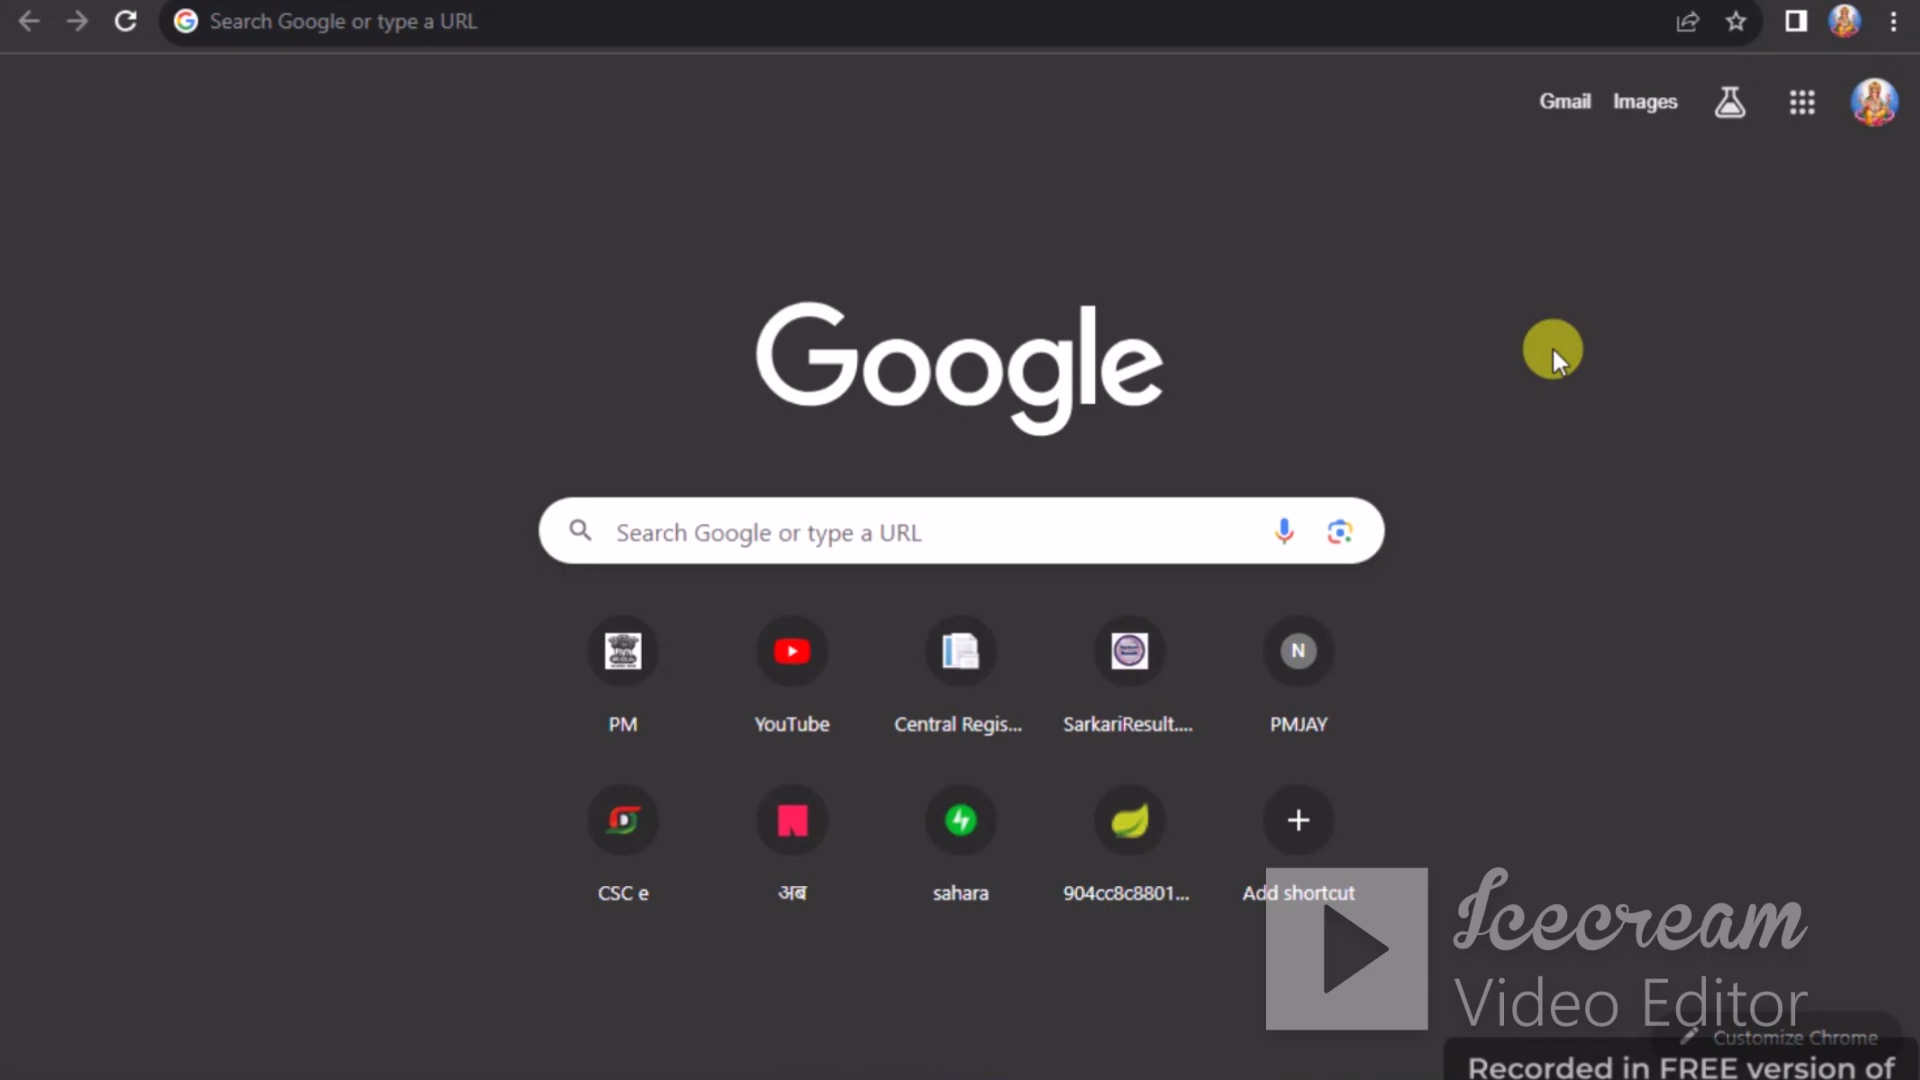 Search Google or type a URL
Gmail Images
Google
Search Google or type a URL
PM YouTube Central Regis... SarkariResult.... N PMJAY
CSC e अब sahara 904cc8c8801... Add shortcut
Icecream
Video Editor
Customize Chrome
Recorded in FREE version of